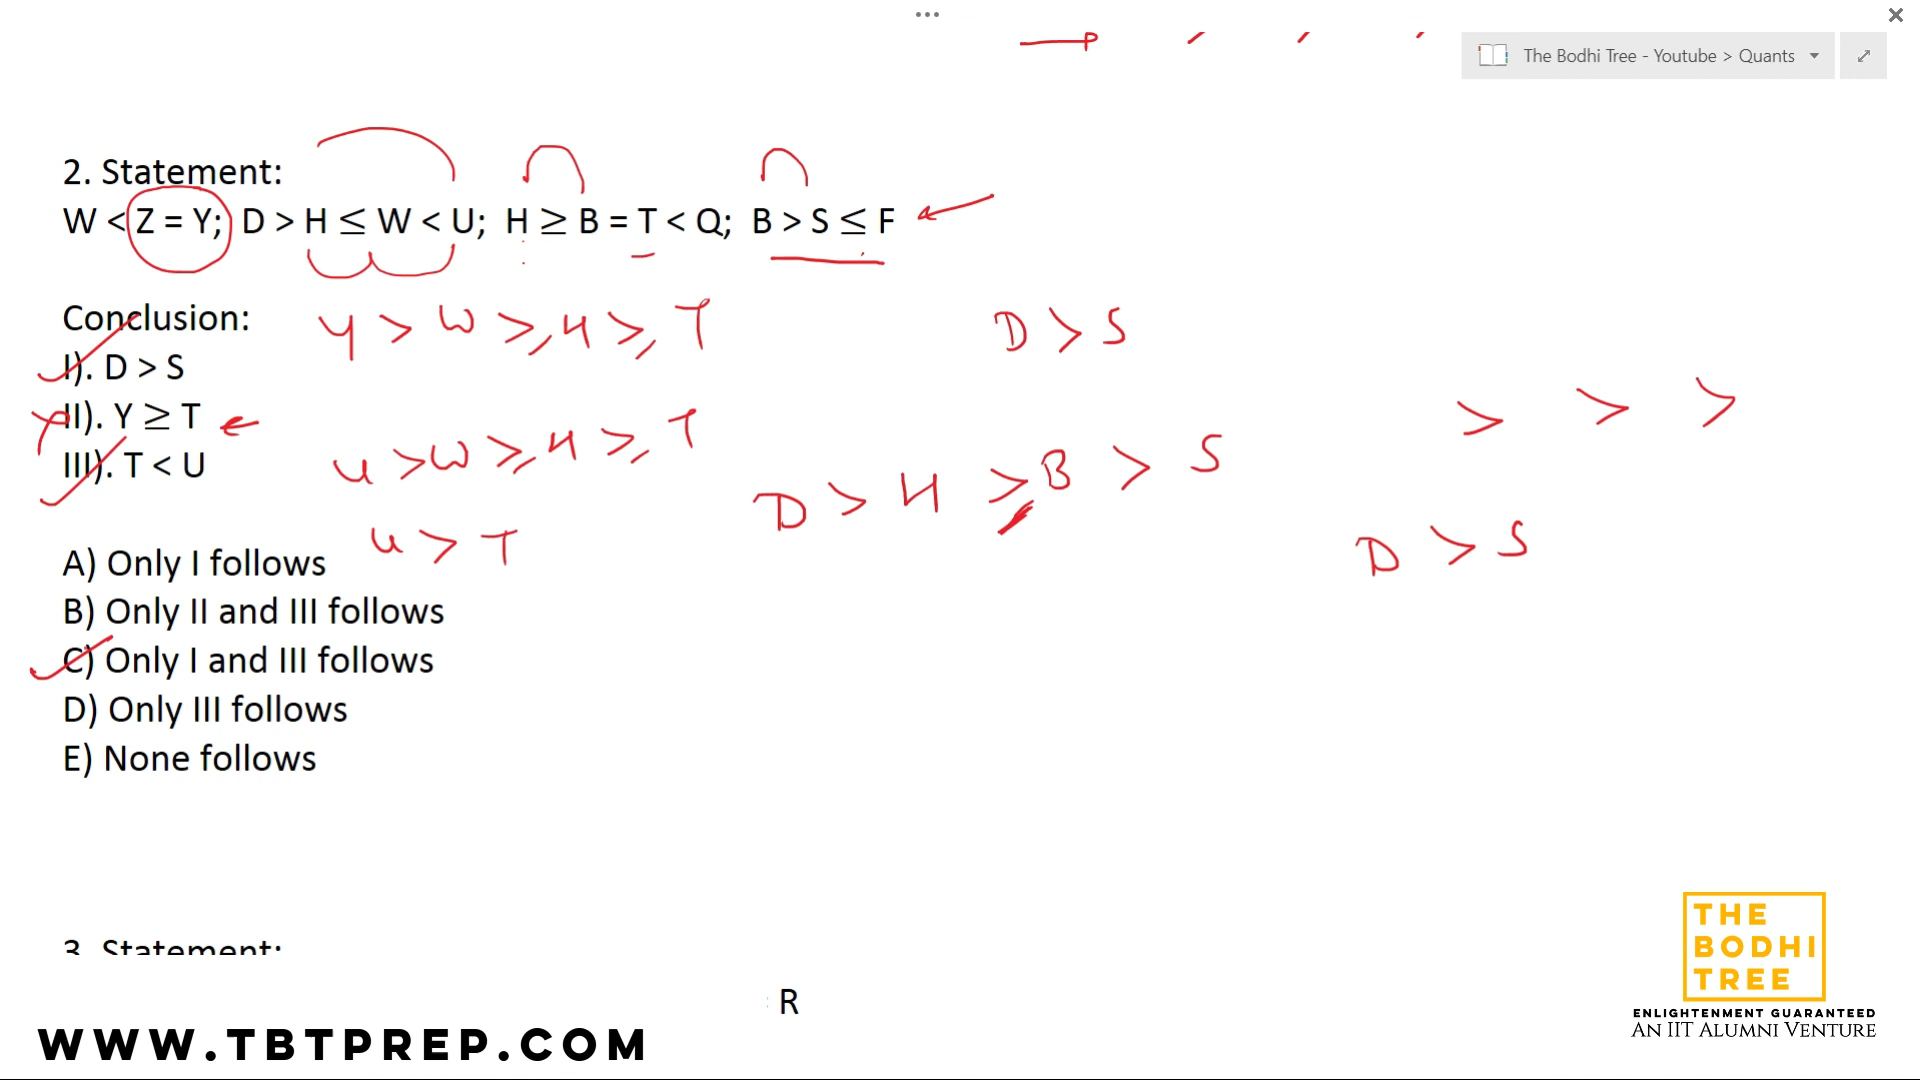 The Bodhi Tree - Youtube > Quants
2. Statement:
W < Z = Y; D > H ≤ W < U; H ≥ B = T < Q; B > S ≤ F
Conclusion:
I). D > S
II). Y ≥ T
III). T < U
Y > W ≥ H ≥ T
U > W ≥ H ≥ T
U > T
D > S
D > H ≥ B > S
> > >
D > S
A) Only I follows
B) Only II and III follows
C) Only I and III follows
D) Only III follows
E) None follows
3. Statement:
R
WWW.TBTPREP.COM
THE
BODHI
TREE
ENLIGHTENMENT GUARANTEED
AN IIT ALUMNI VENTURE